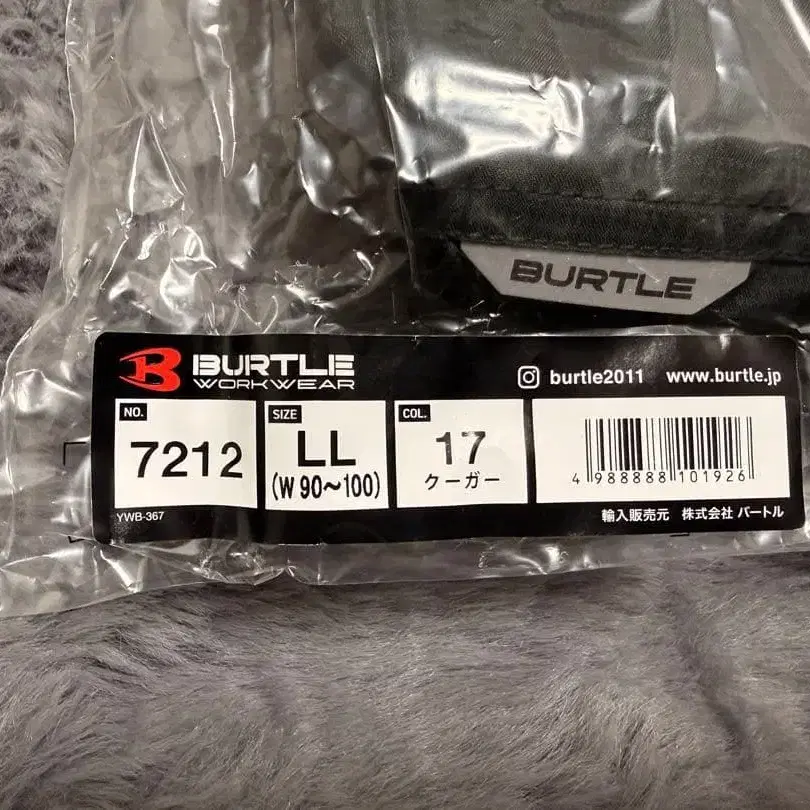 BURTLE
BURTLE
WORKWEAR
burtle2011 www.burtle.jp
NO.
7212
SIZE
LL
(W 90～100)
COL.
17
クーガー
4 988888 101926
YWB-367
輸入販売元 株式会社 バートル